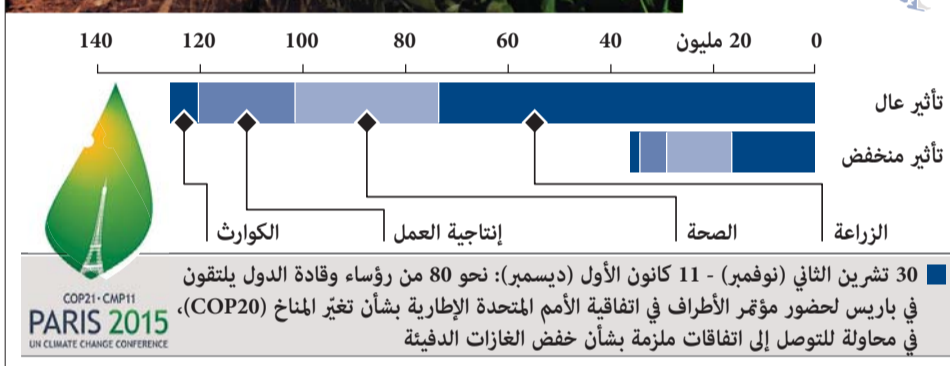 140 120 100 80 60 40 20 مليون 0
تأثير عال
تأثير منخفض
الزراعة
الصحة
إنتاجية العمل
الكوارث
30 تشرين الثاني (نوفمبر) - 11 كانون الأول (ديسمبر): نحو 80 من رؤساء وقادة الدول يلتقون
في باريس لحضور مؤتمر الأطراف في اتفاقية الأمم المتحدة الإطارية بشأن تغيّر المناخ (COP20)،
في محاولة للتوصل إلى اتفاقات ملزمة بشأن خفض الغازات الدفيئة
COP21·CMP11
PARIS 2015
UN CLIMATE CHANGE CONFERENCE